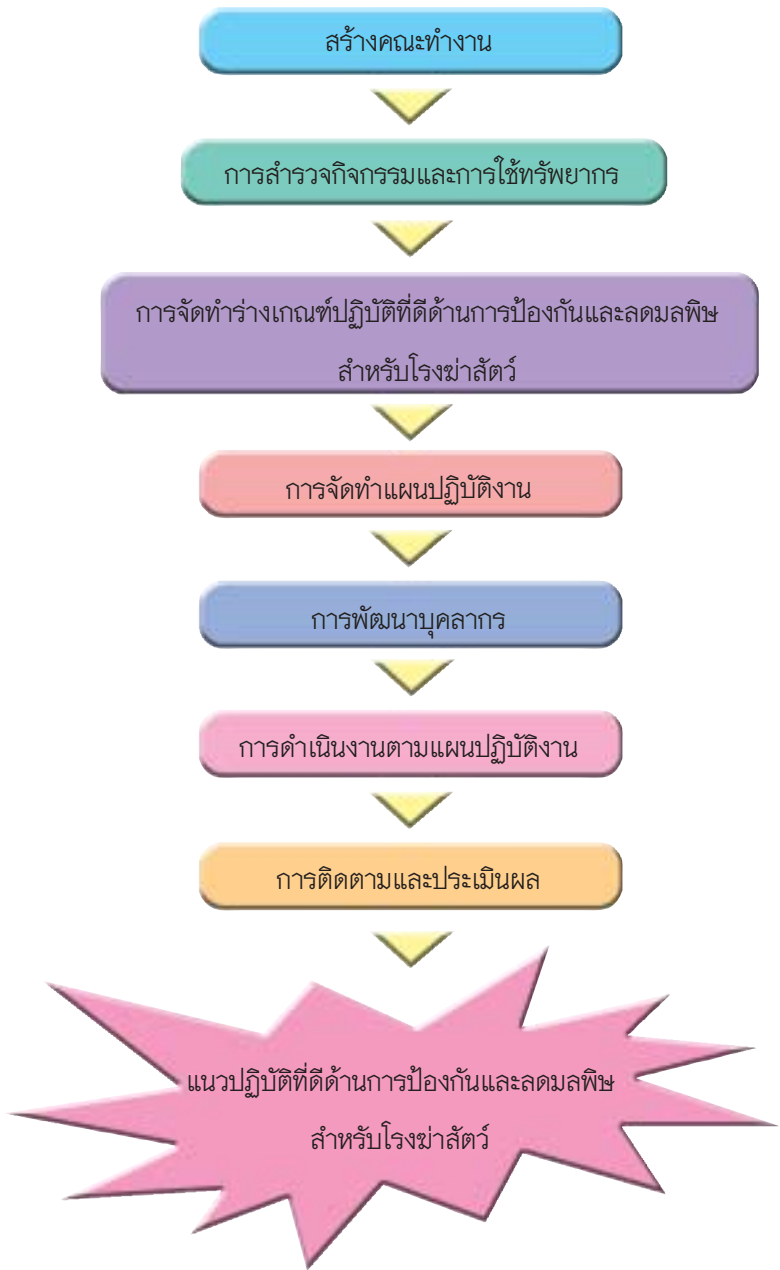 สร้างคณะทำงาน
การสำรวจกิจกรรมและการใช้ทรัพยากร
การจัดทำร่างเกณฑ์ปฏิบัติที่ดีด้านการป้องกันและลดมลพิษ
สำหรับโรงฆ่าสัตว์
การจัดทำแผนปฏิบัติงาน
การพัฒนาบุคลากร
การดำเนินงานตามแผนปฏิบัติงาน
การติดตามและประเมินผล
แนวปฏิบัติที่ดีด้านการป้องกันและลดมลพิษ
สำหรับโรงฆ่าสัตว์